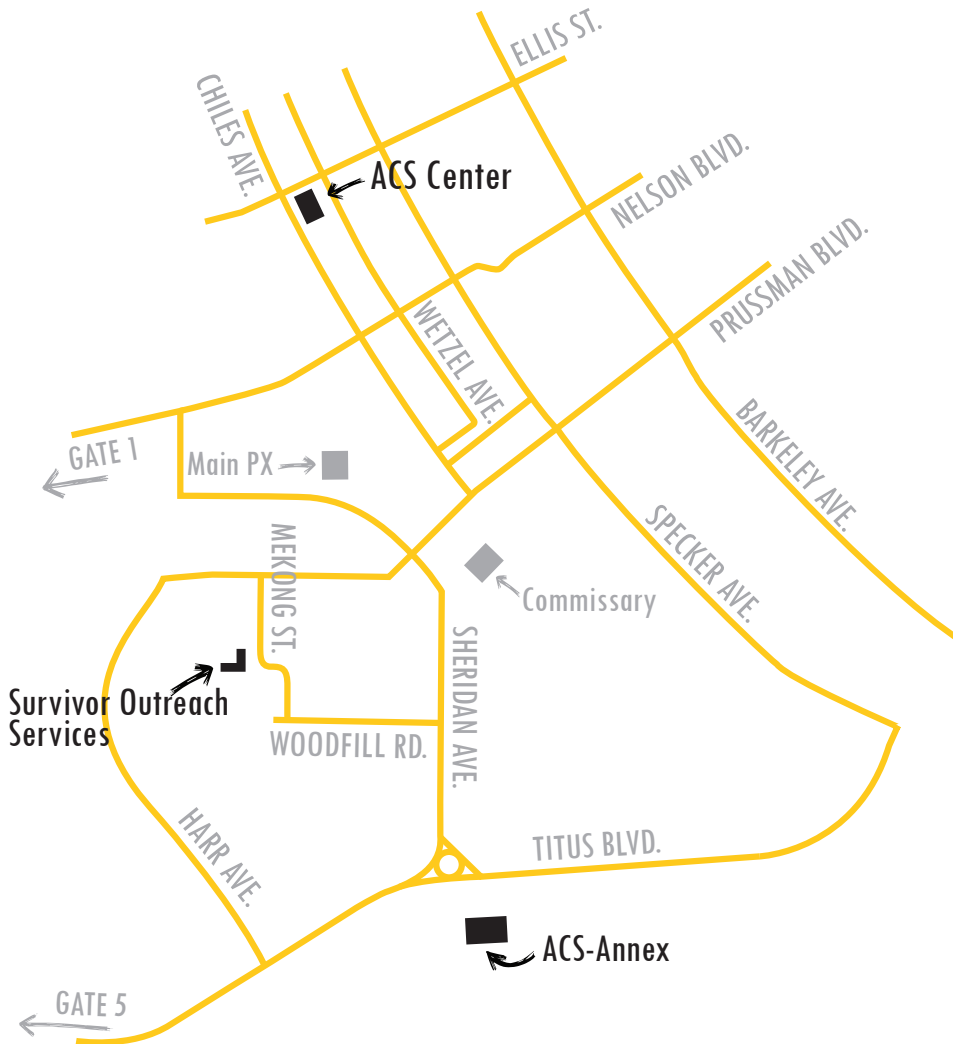 ELLIS ST.
CHILES AVE.
ACS Center
NELSON BLVD.
PRUSSMAN BLVD.
WETZEL AVE.
BARKELEY AVE.
GATE 1
Main PX
MEKONG ST.
SPECKER AVE.
Commissary
SHERIDAN AVE.
Survivor Outreach
Services
WOODFILL RD.
HARR AVE.
TITUS BLVD.
ACS-Annex
GATE 5